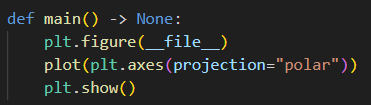 def main() -> None:
    plt.figure(__file__)
    plot(plt.axes(projection="polar"))
    plt.show()